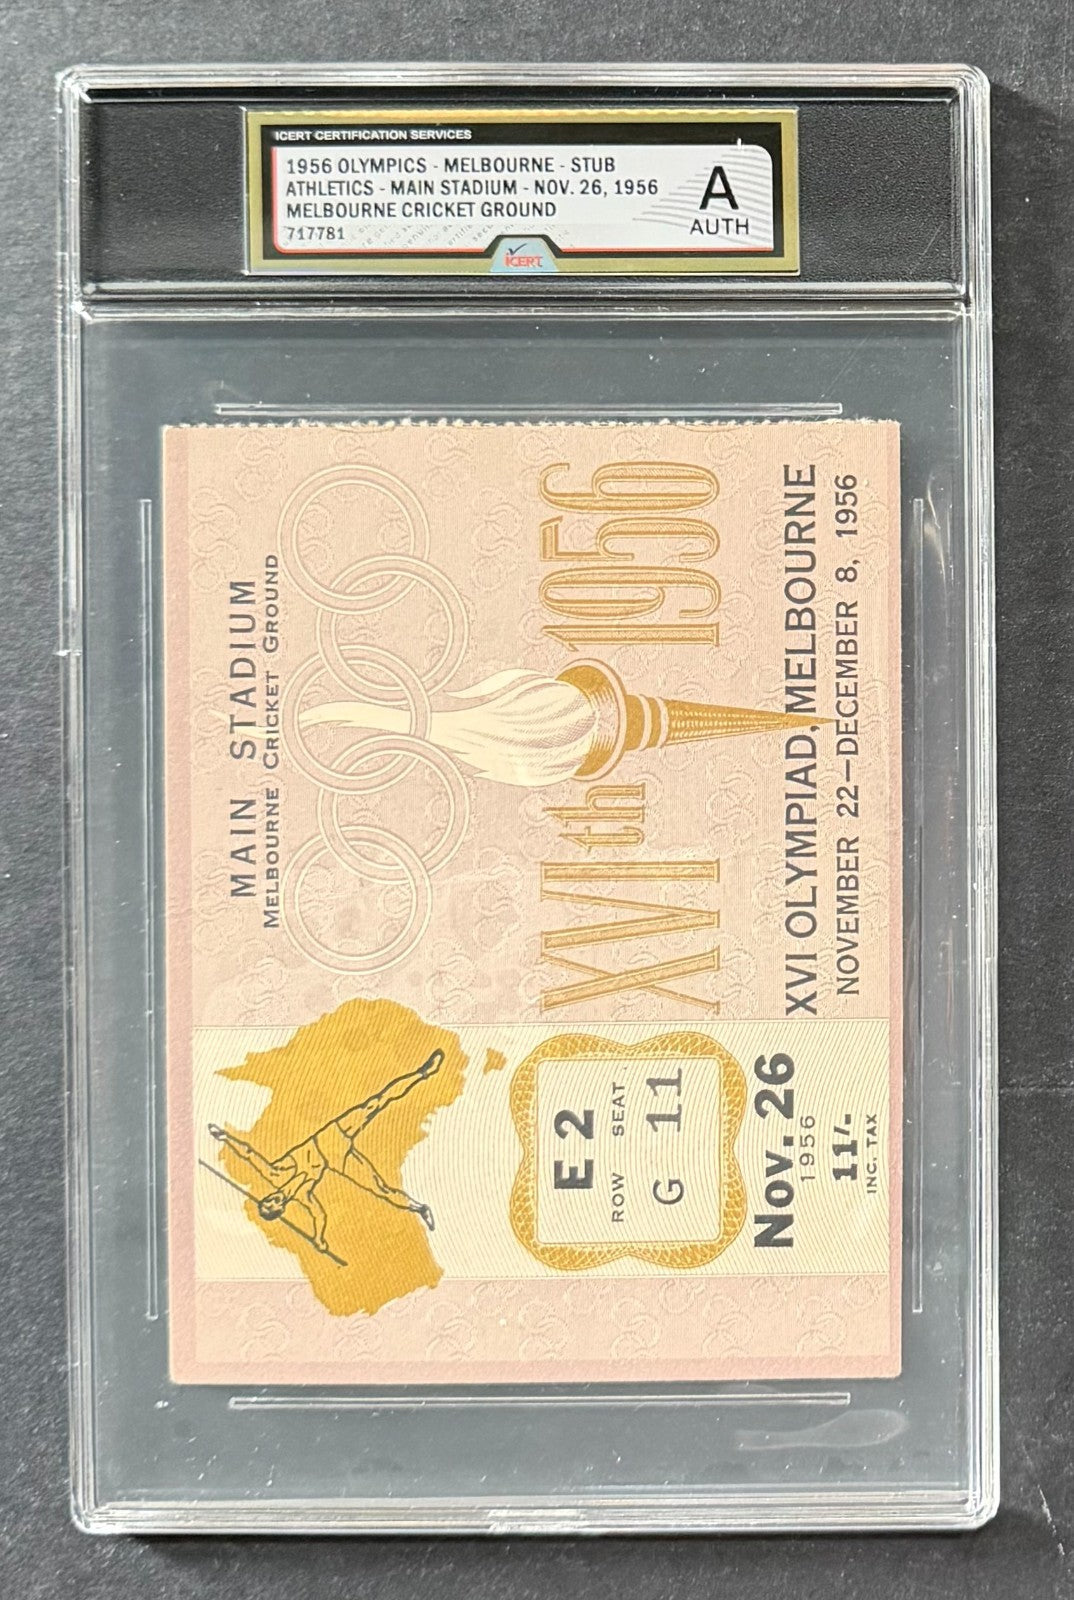 ICERT CERTIFICATION SERVICES
1956 OLYMPICS - MELBOURNE - STUB
ATHLETICS - MAIN STADIUM - NOV. 26, 1956
MELBOURNE CRICKET GROUND
717781
A
AUTH
iCERT
MAIN STADIUM
MELBOURNE CRICKET GROUND
XVIth 1956
XVI OLYMPIAD, MELBOURNE
NOVEMBER 22—DECEMBER 8, 1956
E 2
ROW SEAT
G 11
Nov. 26
1956
11/-
INC. TAX